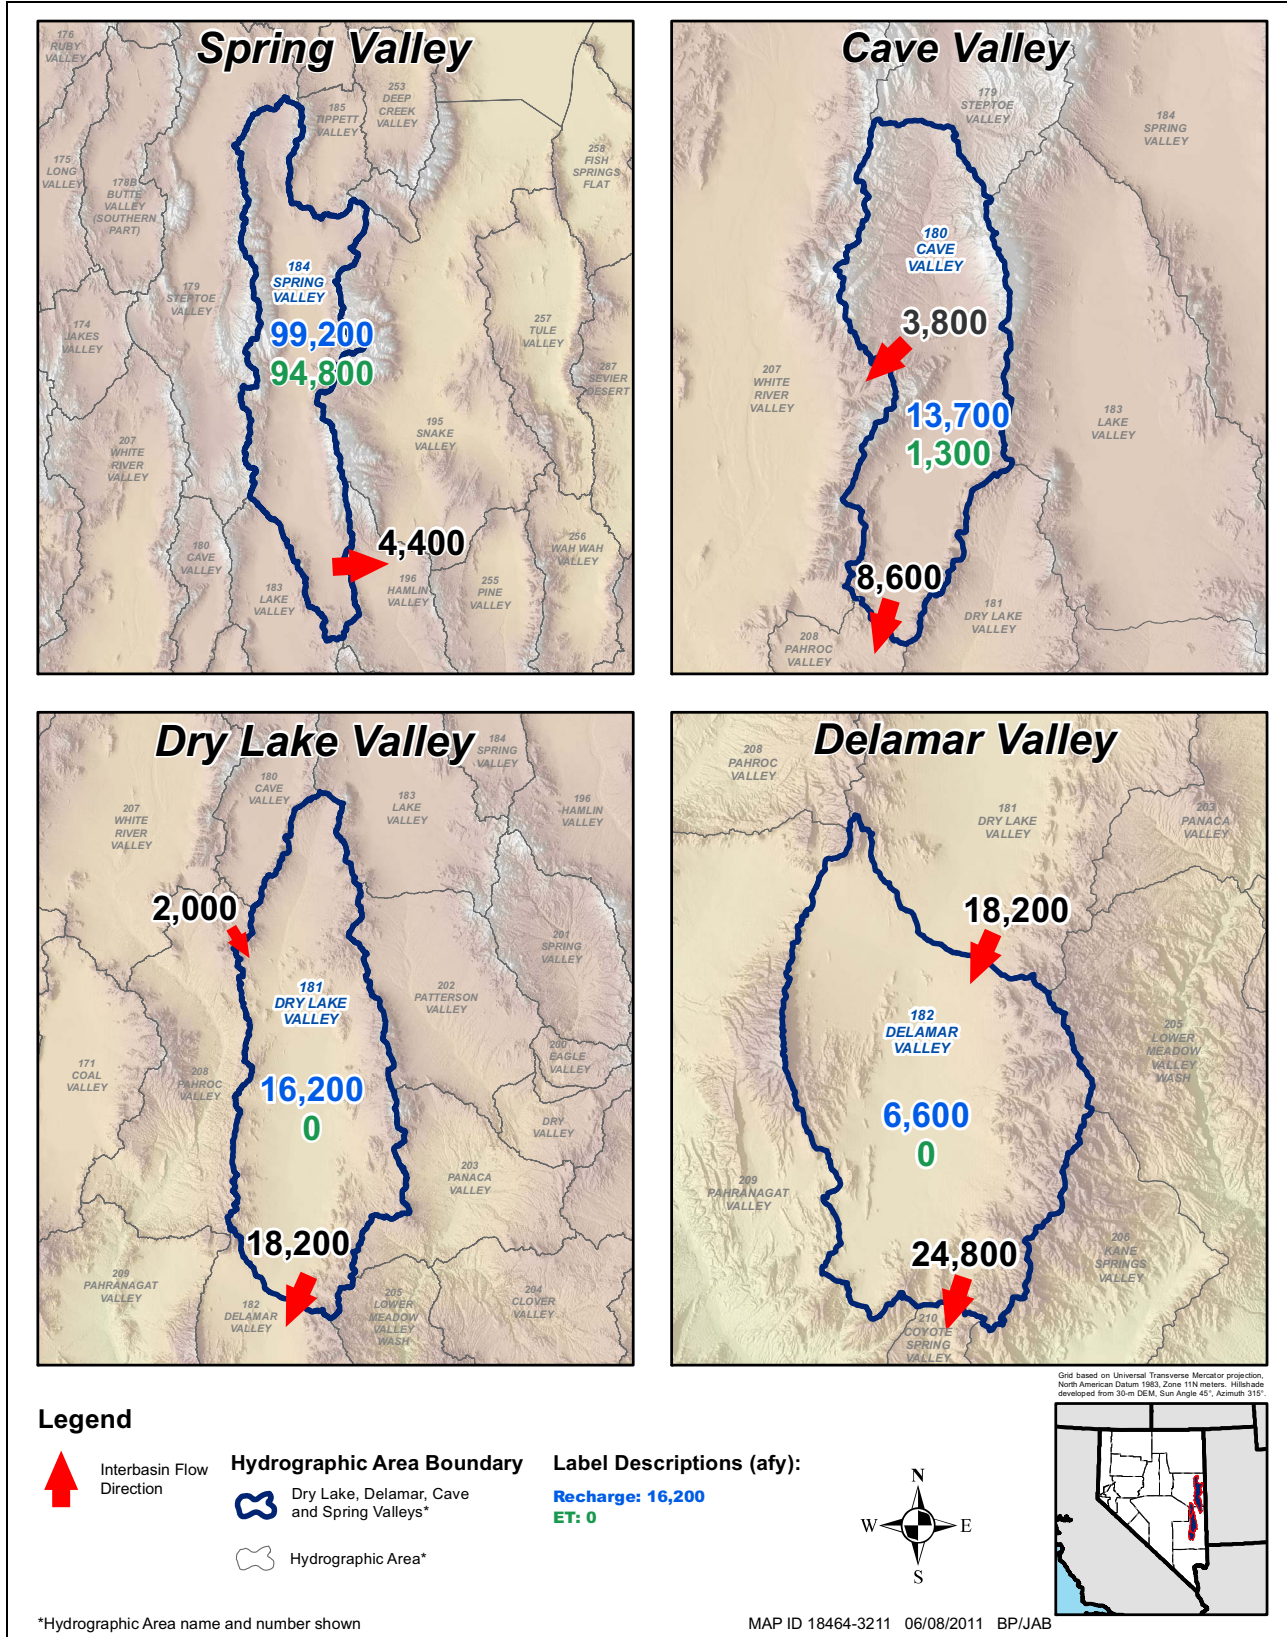 Spring Valley
176
RUBY
VALLEY
185
TIPPETT
VALLEY
253
DEEP
CREEK
VALLEY
175
LONG
VALLEY
178B
BUTTE
VALLEY
(SOUTHERN
PART)
258
FISH
SPRINGS
FLAT
184
SPRING
VALLEY
179
STEPTOE
VALLEY
174
JAKES
VALLEY
99,200
94,800
257
TULE
VALLEY
287
SEVIER
DESERT
207
WHITE
RIVER
VALLEY
195
SNAKE
VALLEY
4,400
180
CAVE
VALLEY
183
LAKE
VALLEY
196
HAMLIN
VALLEY
255
PINE
VALLEY
256
WAH WAH
VALLEY
Cave Valley
179
STEPTOE
VALLEY
184
SPRING
VALLEY
180
CAVE
VALLEY
3,800
207
WHITE
RIVER
VALLEY
13,700
1,300
183
LAKE
VALLEY
8,600
181
DRY LAKE
VALLEY
208
PAHROC
VALLEY
Dry Lake Valley
184
SPRING
VALLEY
180
CAVE
VALLEY
183
LAKE
VALLEY
196
HAMLIN
VALLEY
207
WHITE
RIVER
VALLEY
2,000
201
SPRING
VALLEY
181
DRY LAKE
VALLEY
202
PATTERSON
VALLEY
200
EAGLE
VALLEY
171
COAL
VALLEY
208
PAHROC
VALLEY
16,200
0
DRY
VALLEY
203
PANACA
VALLEY
18,200
209
PAHRANAGAT
VALLEY
182
DELAMAR
VALLEY
205
LOWER
MEADOW
VALLEY
WASH
204
CLOVER
VALLEY
Delamar Valley
208
PAHROC
VALLEY
181
DRY LAKE
VALLEY
203
PANACA
VALLEY
18,200
182
DELAMAR
VALLEY
205
LOWER
MEADOW
VALLEY
WASH
6,600
0
209
PAHRANAGAT
VALLEY
24,800
206
KANE
SPRINGS
VALLEY
210
COYOTE
SPRING
VALLEY
Grid based on Universal Transverse Mercator projection,
North American Datum 1983, Zone 11N meters. Hillshade
developed from 30-m DEM, Sun Angle 45°, Azimuth 315°.
Legend
Interbasin Flow
Direction
Hydrographic Area Boundary
Dry Lake, Delamar, Cave
and Spring Valleys*
Hydrographic Area*
Label Descriptions (afy):
Recharge: 16,200
ET: 0
N
W E
S
*Hydrographic Area name and number shown
MAP ID 18464-3211 06/08/2011 BP/JAB